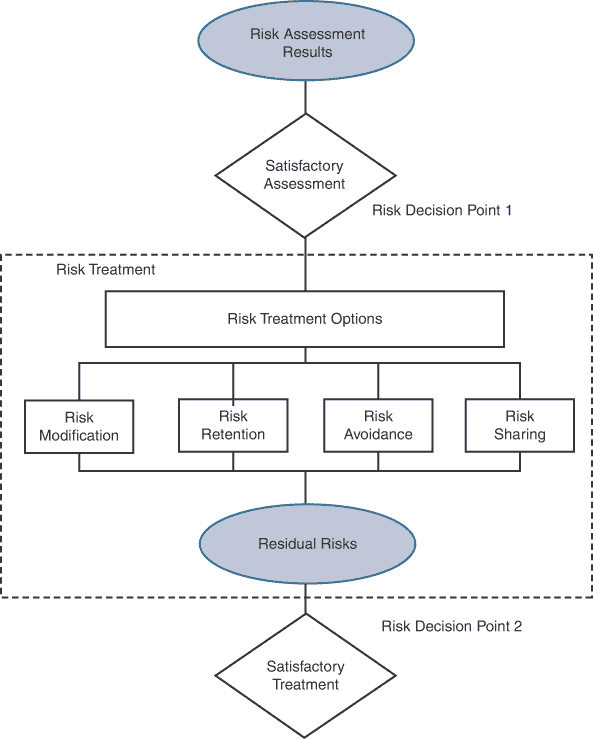 Risk Assessment
Results
Satisfactory
Assessment
Risk Decision Point 1
Risk Treatment
Risk Treatment Options
Risk
Modification
Risk
Retention
Risk
Avoidance
Risk
Sharing
Residual Risks
Risk Decision Point 2
Satisfactory
Treatment